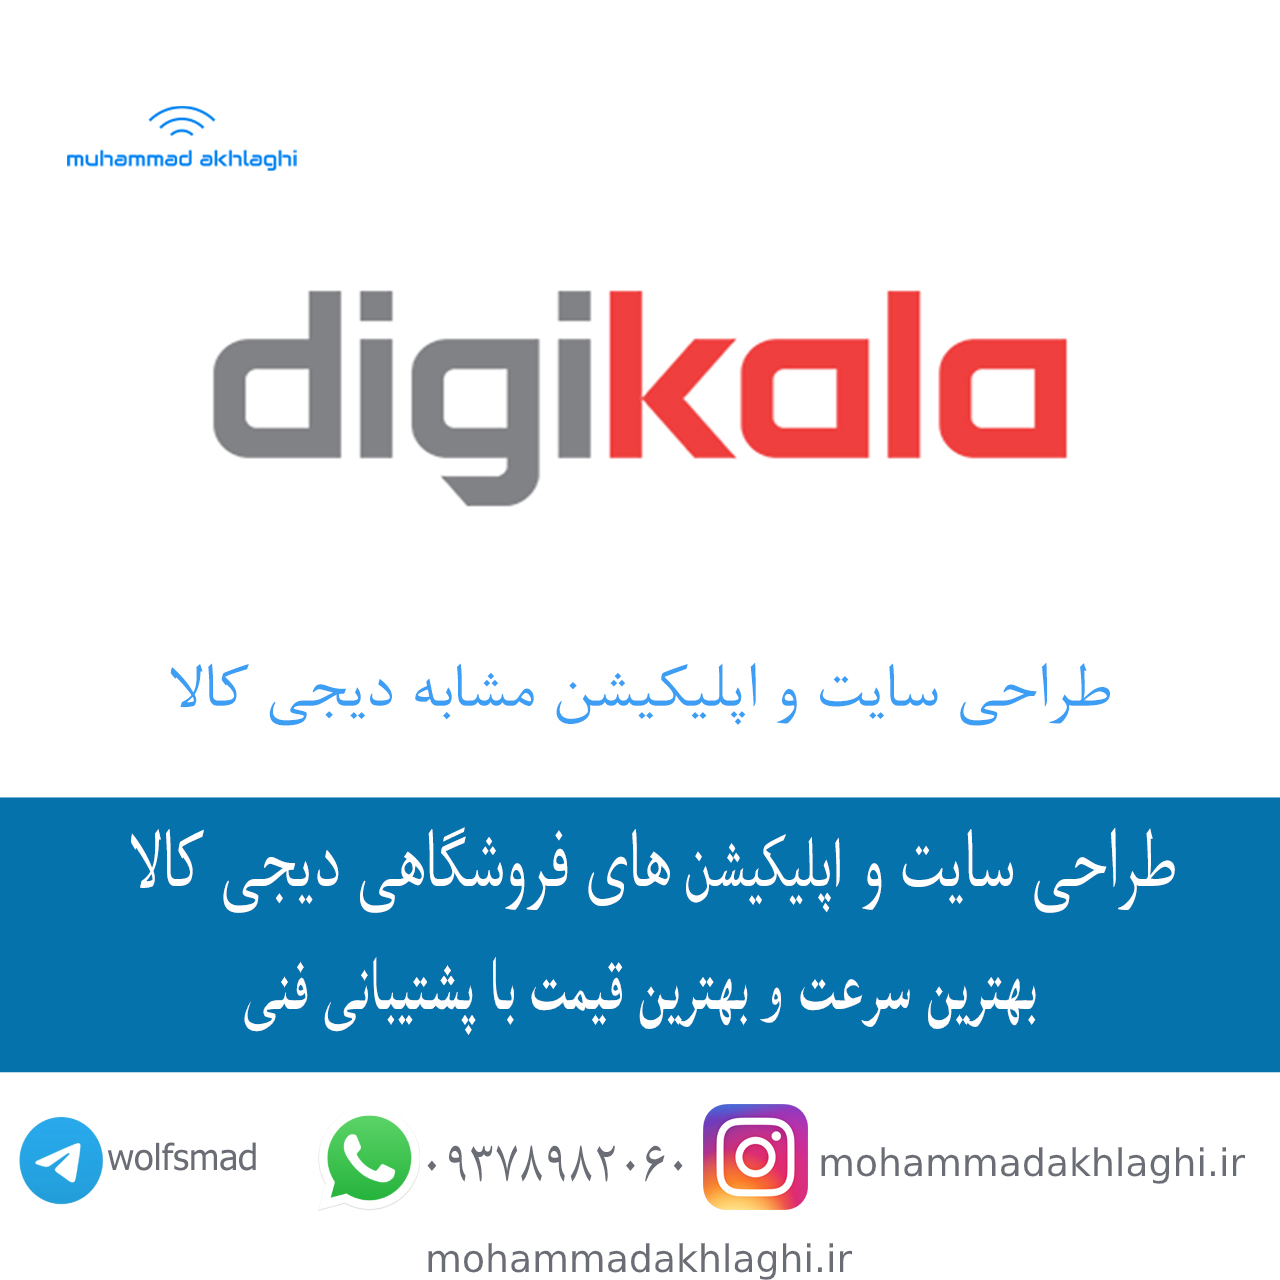 muhammad akhlaghi
digikala
طراحی سایت و اپلیکیشن مشابه دیجی کالا
طراحی سایت و اپلیکیشن های فروشگاهی دیجی کالا
بهترین سرعت و بهترین قیمت با پشتیبانی فنی
wolfsmad ۰۹۳۷۸۹۸۲۰۶۰ mohammadakhlaghi.ir
mohammadakhlaghi.ir